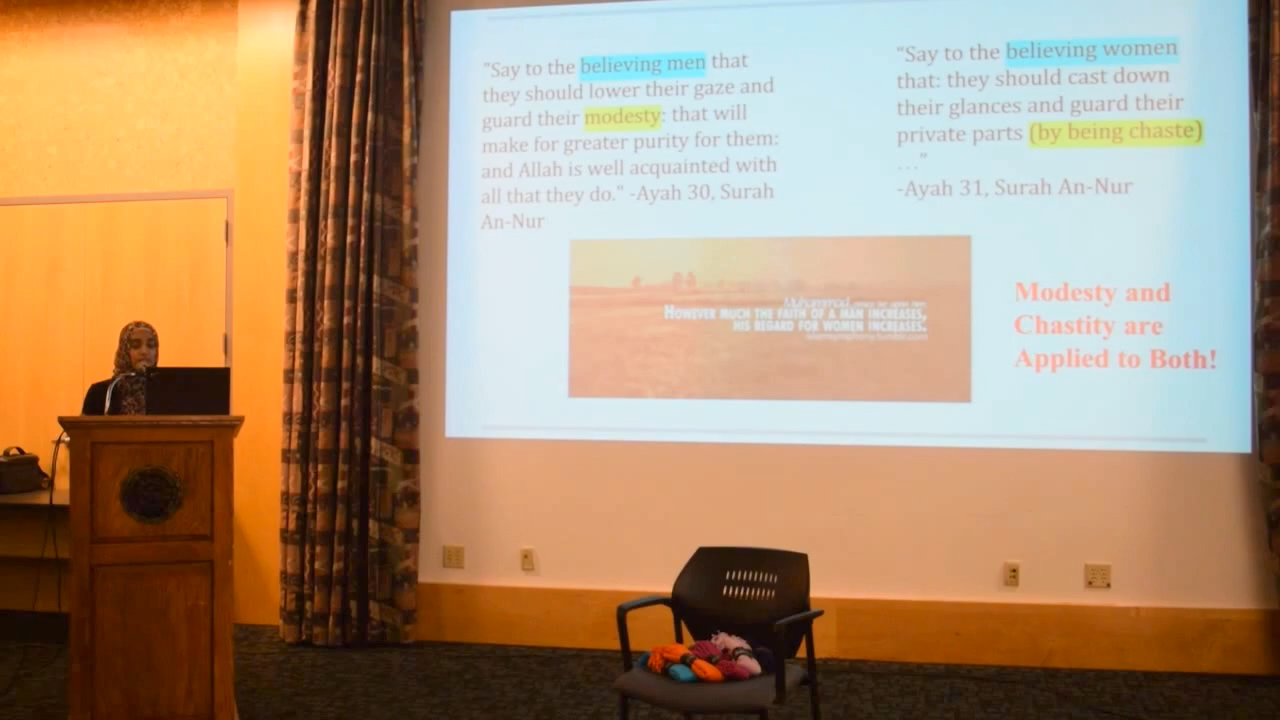 "Say to the believing men that
they should lower their gaze and
guard their modesty: that will
make for greater purity for them:
and Allah is well acquainted with
all that they do." -Ayah 30, Surah
An-Nur
"Say to the believing women
that: they should cast down
their glances and guard their
private parts (by being chaste)
..."
-Ayah 31, Surah An-Nur
Muhammad
HOWEVER MUCH THE FAITH OF A MAN INCREASES,
HIS REGARD FOR WOMEN INCREASES.
Modesty and
Chastity are
Applied to Both!